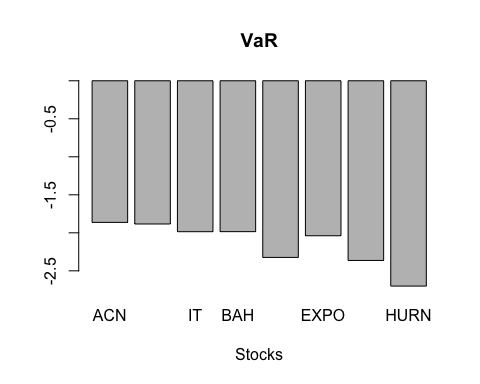 VaR
-0.5
-1.5
-2.5
ACN IT BAH EXPO HURN
Stocks